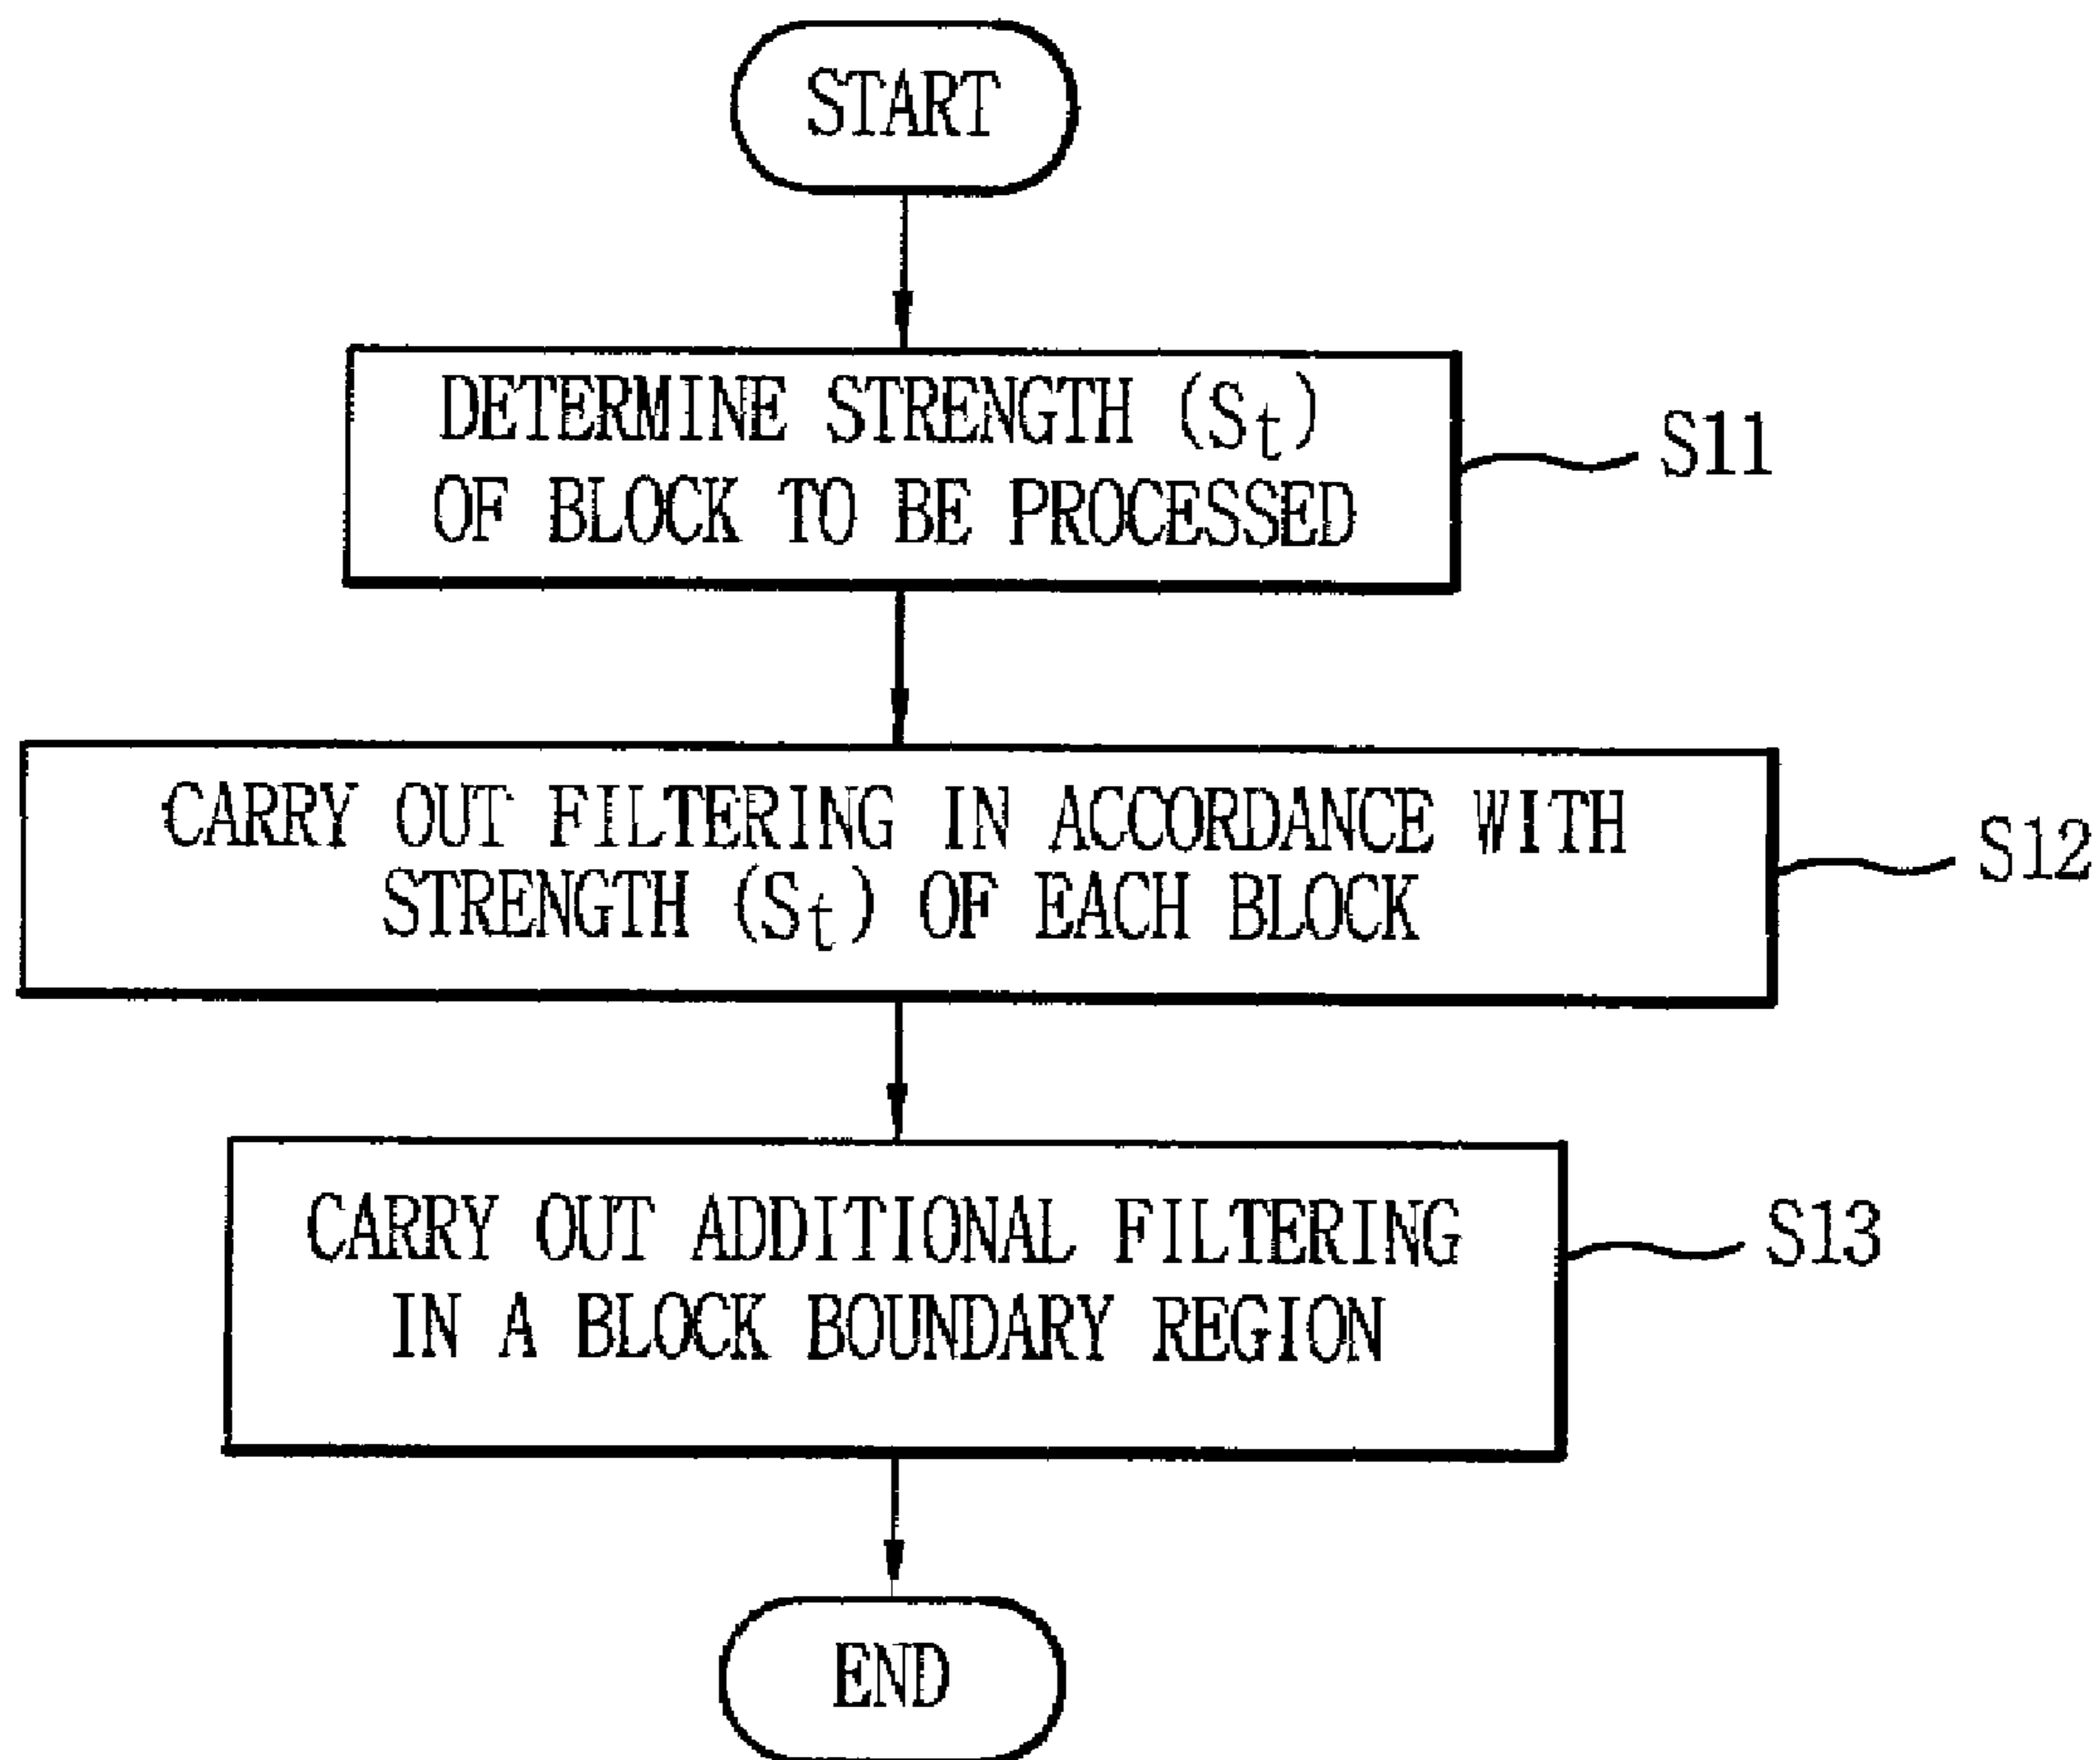 START
DETERMINE STRENGTH (St)
OF BLOCK TO BE PROCESSED
S11
CARRY OUT FILTERING IN ACCORDANCE WITH
STRENGTH (St) OF EACH BLOCK
S12
CARRY OUT ADDITIONAL FILTERING
IN A BLOCK BOUNDARY REGION
S13
END